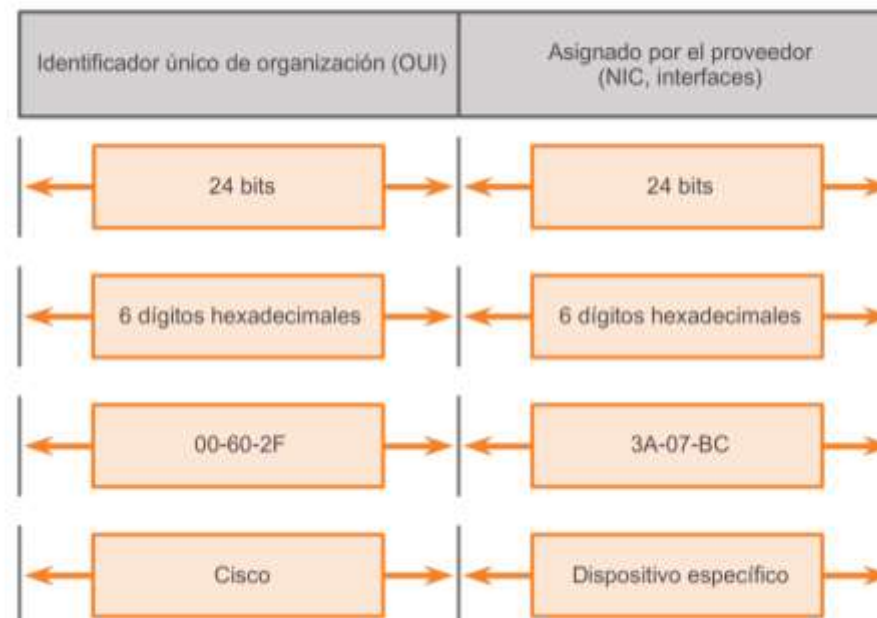 Identificador único de organización (OUI)
Asignado por el proveedor
(NIC, interfaces)
24 bits
24 bits
6 dígitos hexadecimales
6 dígitos hexadecimales
00-60-2F
3A-07-BC
Cisco
Dispositivo específico